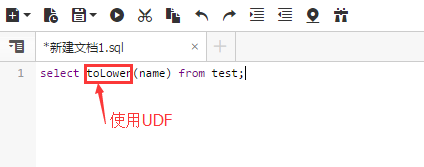 *新建文档1.sql
1 select toLower(name) from test;
使用UDF